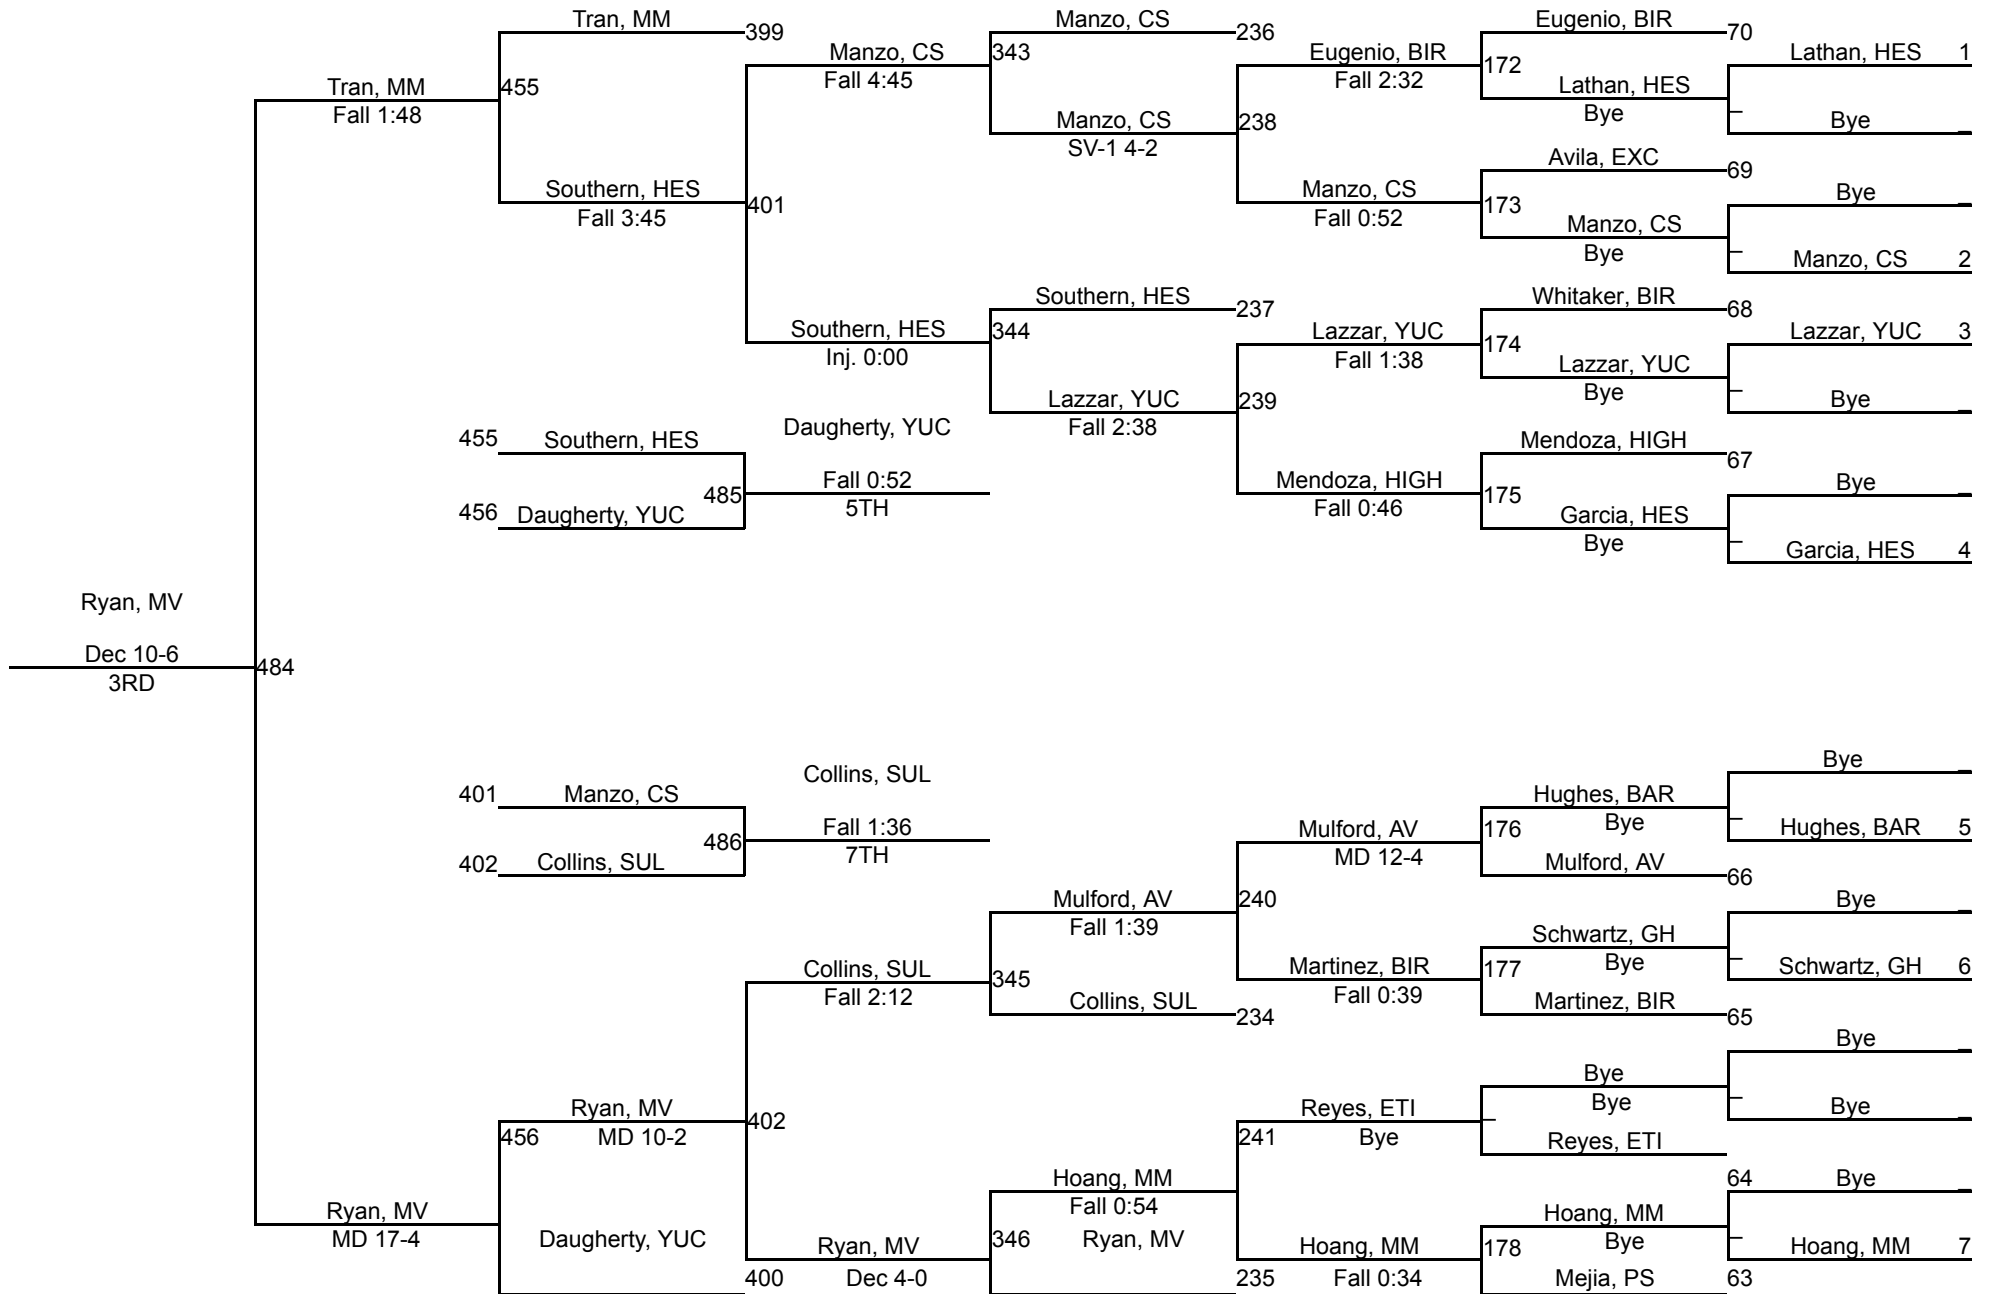 Tran, MM
399
Manzo, CS
236
Eugenio, BIR
70
Manzo, CS
Fall 4:45
343
Eugenio, BIR
Fall 2:32
172
Lathan, HES 1
Tran, MM
Fall 1:48
455
Lathan, HES
Bye
Bye
Manzo, CS
SV-1 4-2
238
Avila, EXC
69
Southern, HES
Fall 3:45
401
Manzo, CS
Fall 0:52
173
Bye
Manzo, CS
Bye
Manzo, CS 2
Southern, HES
237
Whitaker, BIR
68
Southern, HES
Inj. 0:00
344
Lazzar, YUC
Fall 1:38
174
Lazzar, YUC 3
Lazzar, YUC
Bye
Bye
Lazzar, YUC
Fall 2:38
239
455 Southern, HES
Daugherty, YUC
Mendoza, HIGH
67
Fall 0:52
5TH
485
Mendoza, HIGH
Fall 0:46
175
Bye
456 Daugherty, YUC
Garcia, HES
Bye
Garcia, HES 4
Ryan, MV
Dec 10-6
3RD
484
Bye
Collins, SUL
401 Manzo, CS
Hughes, BAR
Bye
Fall 1:36
7TH
486
Mulford, AV
MD 12-4
176
Hughes, BAR 5
402 Collins, SUL
Mulford, AV
66
Mulford, AV
Fall 1:39
240
Bye
Schwartz, GH
Bye
Collins, SUL
Fall 2:12
345
Martinez, BIR
Fall 0:39
177
Schwartz, GH 6
Collins, SUL
234
Martinez, BIR
65
Bye
Bye
Bye
Ryan, MV
MD 10-2
402
456
Reyes, ETI
Bye
241
Bye
Reyes, ETI
Hoang, MM
Fall 0:54
64
Bye
Ryan, MV
MD 17-4
Hoang, MM
Bye
Daugherty, YUC
400
Ryan, MV
Dec 4-0
346
Ryan, MV
235
Hoang, MM
Fall 0:34
178
Hoang, MM 7
Mejia, PS
63